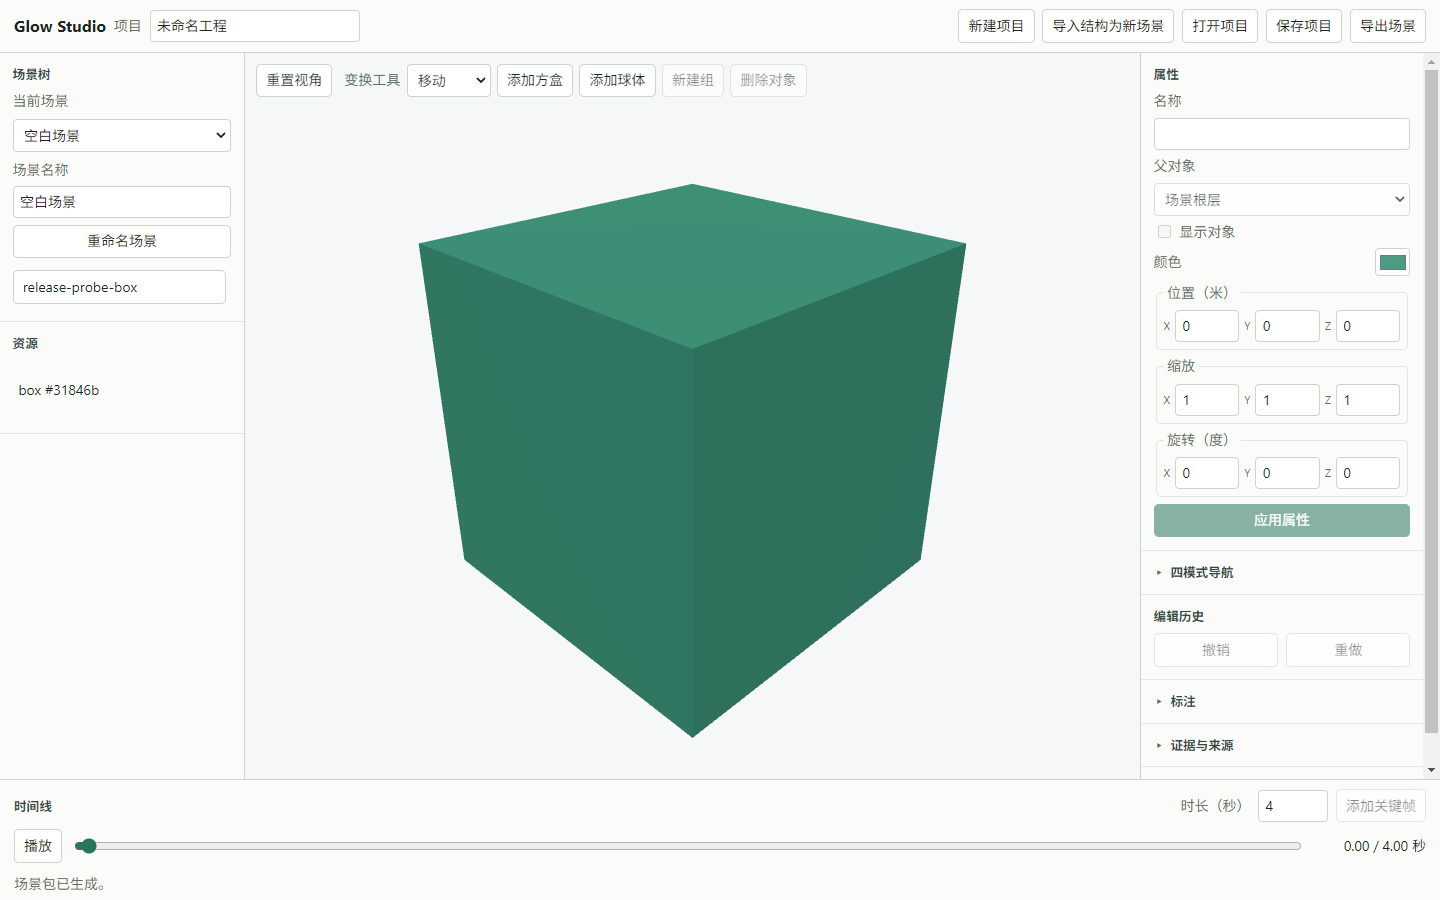 Glow Studio 项目 未命名工程 新建项目 导入结构为新场景 打开项目 保存项目 导出场景
场景树
当前场景
空白场景
场景名称
空白场景
重命名场景
release-probe-box
资源
box #31846b
重置视角 变换工具 移动 添加方盒 添加球体 新建组 删除对象
属性
名称
父对象
场景根层
显示对象
颜色
位置（米）
X 0 Y 0 Z 0
缩放
X 1 Y 1 Z 1
旋转（度）
X 0 Y 0 Z 0
应用属性
四模式导航
编辑历史
撤销 重做
标注
证据与来源
时间线 时长（秒） 4 添加关键帧
播放 0.00 / 4.00 秒
场景包已生成。